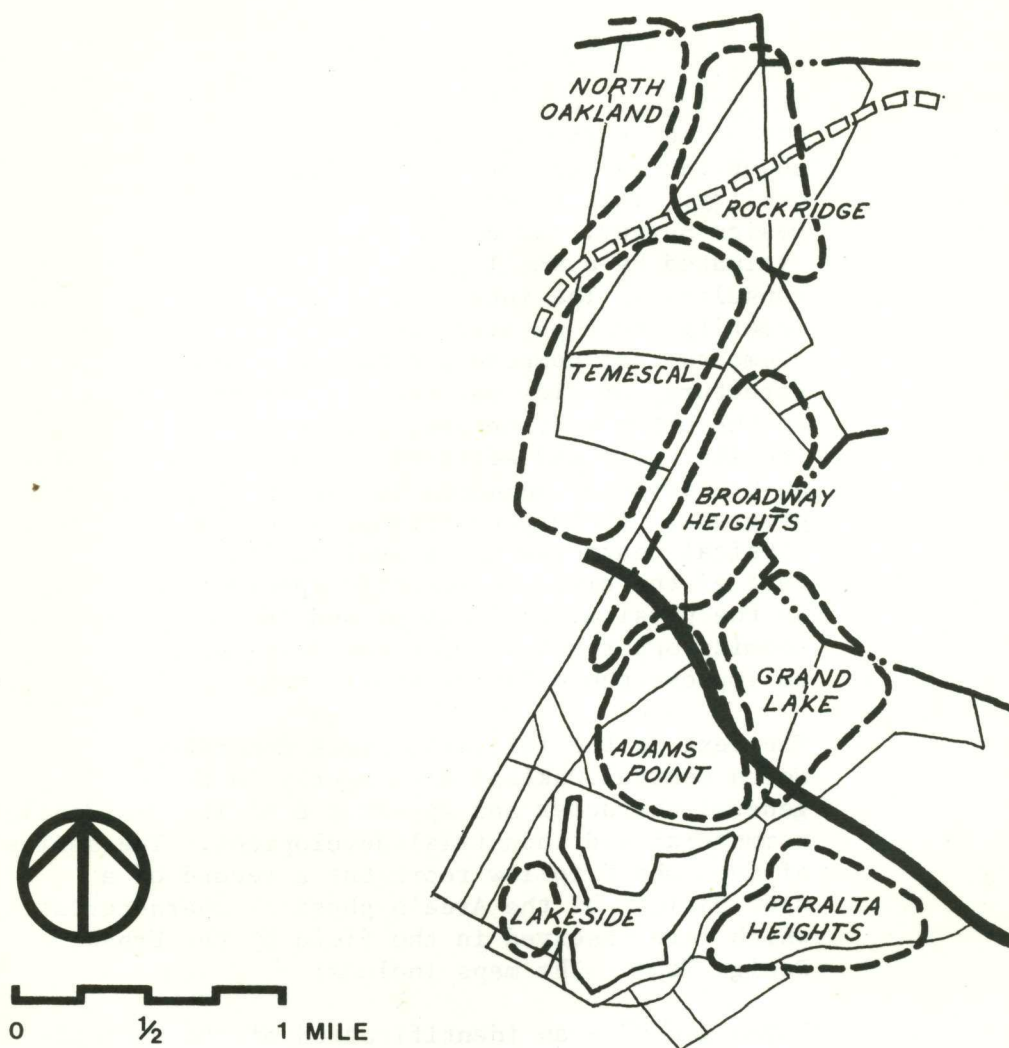 NORTH
OAKLAND
ROCKRIDGE
TEMESCAL
BROADWAY
HEIGHTS
GRAND
LAKE
ADAMS
POINT
LAKESIDE
PERALTA
HEIGHTS
0 ½ 1 MILE